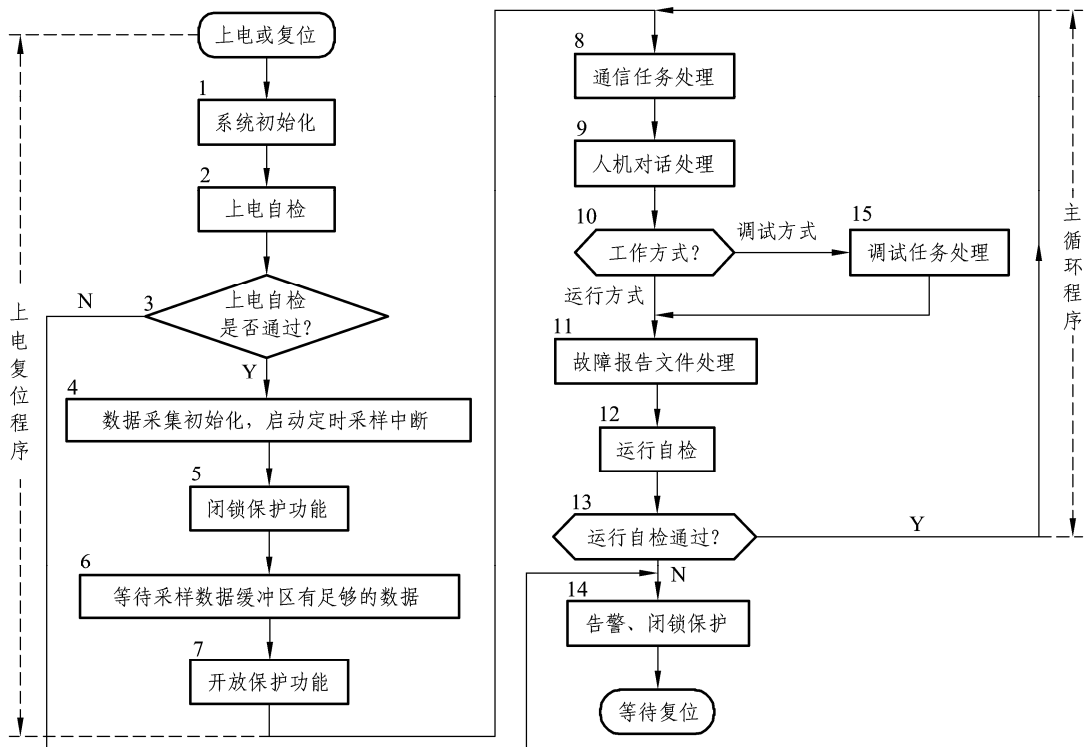 上电或复位
1
系统初始化
2
上电自检
3
上电自检
是否通过?
N
Y
4
数据采集初始化，启动定时采样中断
5
闭锁保护功能
6
等待采样数据缓冲区有足够的数据
7
开放保护功能
上电复位程序
8
通信任务处理
9
人机对话处理
10
工作方式?
调试方式
15
调试任务处理
运行方式
11
故障报告文件处理
12
运行自检
13
运行自检通过?
Y
N
14
告警、闭锁保护
等待复位
主循环程序